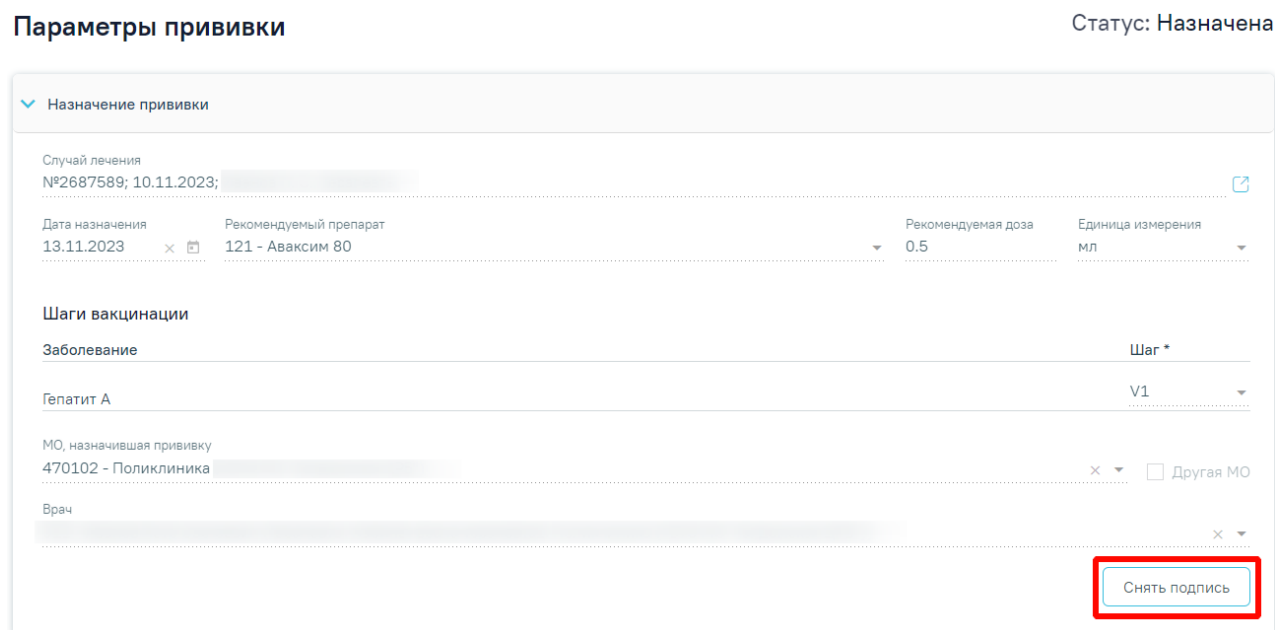 Параметры прививки
Статус: Назначена
Назначение прививки
Случай лечения
№2687589; 10.11.2023;
Дата назначения Рекомендуемый препарат Рекомендуемая доза Единица измерения
13.11.2023 121 - Аваксим 80 0.5 мл
Шаги вакцинации
Заболевание Шаг *
Гепатит А V1
МО, назначившая прививку
470102 - Поликлиника Другая МО
Врач
Снять подпись